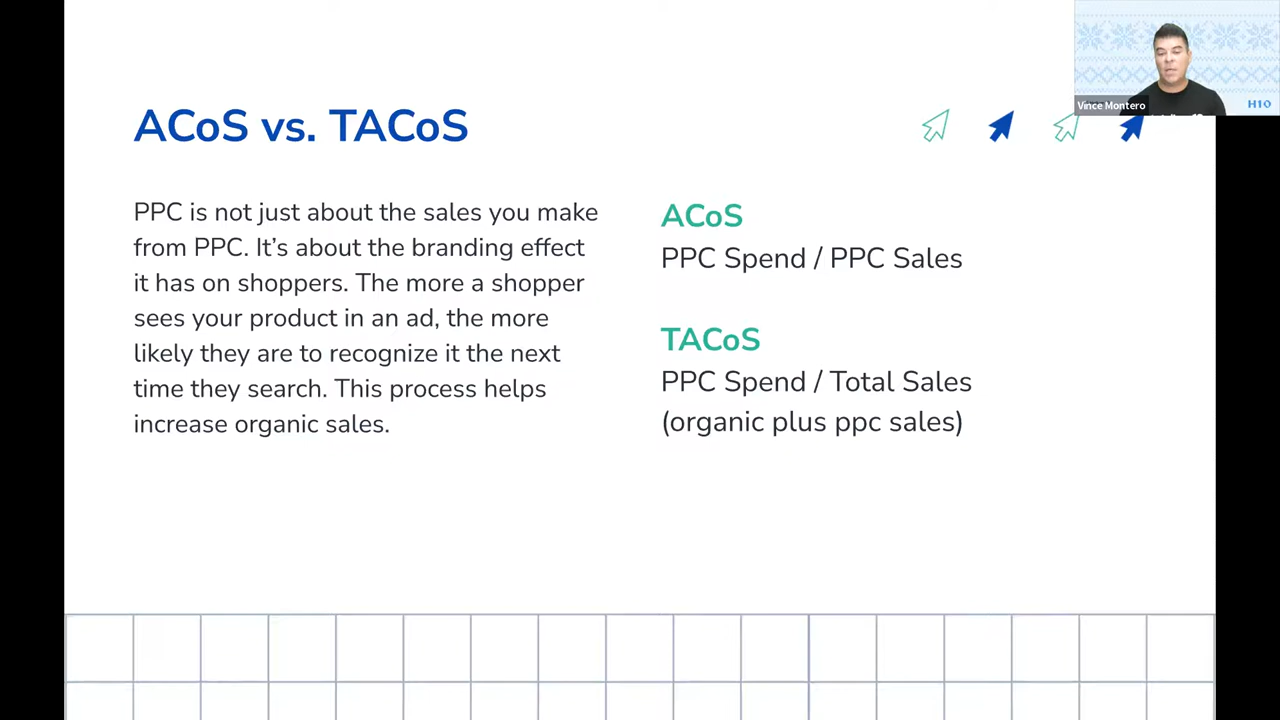 Vince Montero
H10
ACoS vs. TACoS
PPC is not just about the sales you make
from PPC. It’s about the branding effect
it has on shoppers. The more a shopper
sees your product in an ad, the more
likely they are to recognize it the next
time they search. This process helps
increase organic sales.
ACoS
PPC Spend / PPC Sales
TACoS
PPC Spend / Total Sales
(organic plus ppc sales)